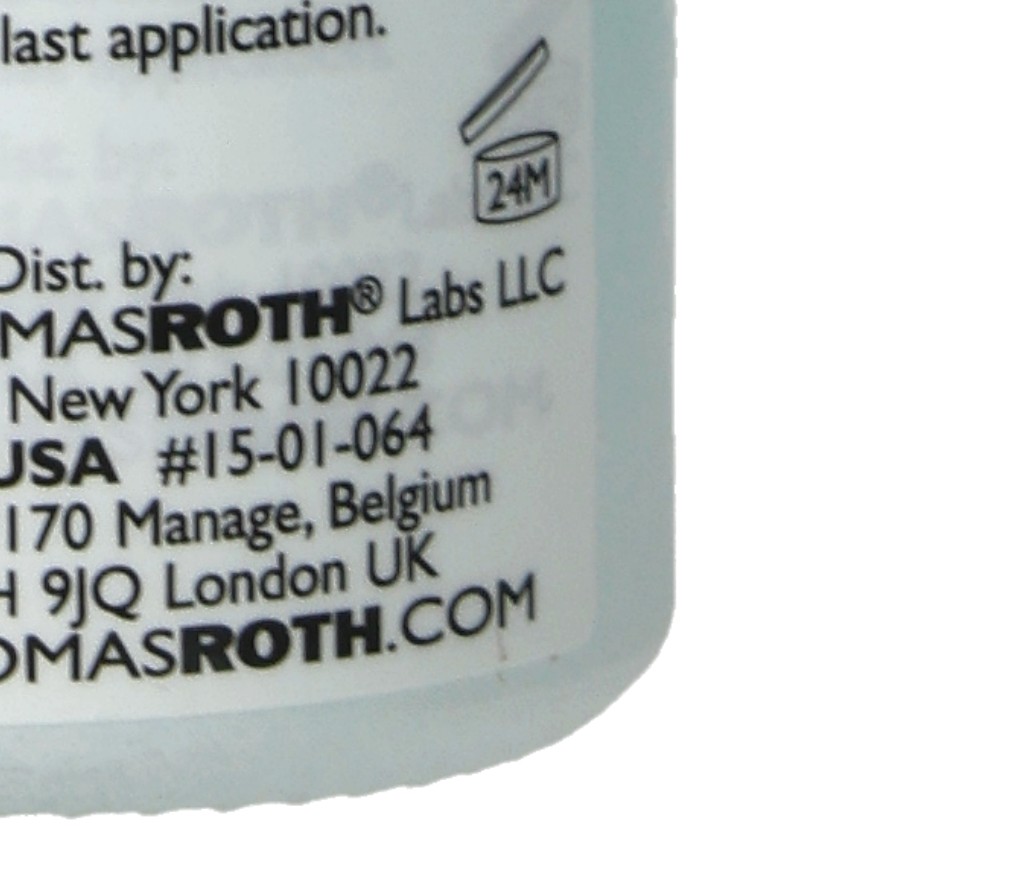 last application.
24M
Dist. by:
MASROTH® Labs LLC
New York 10022
USA #15-01-064
170 Manage, Belgium
H 9JQ London UK
OMASROTH.COM